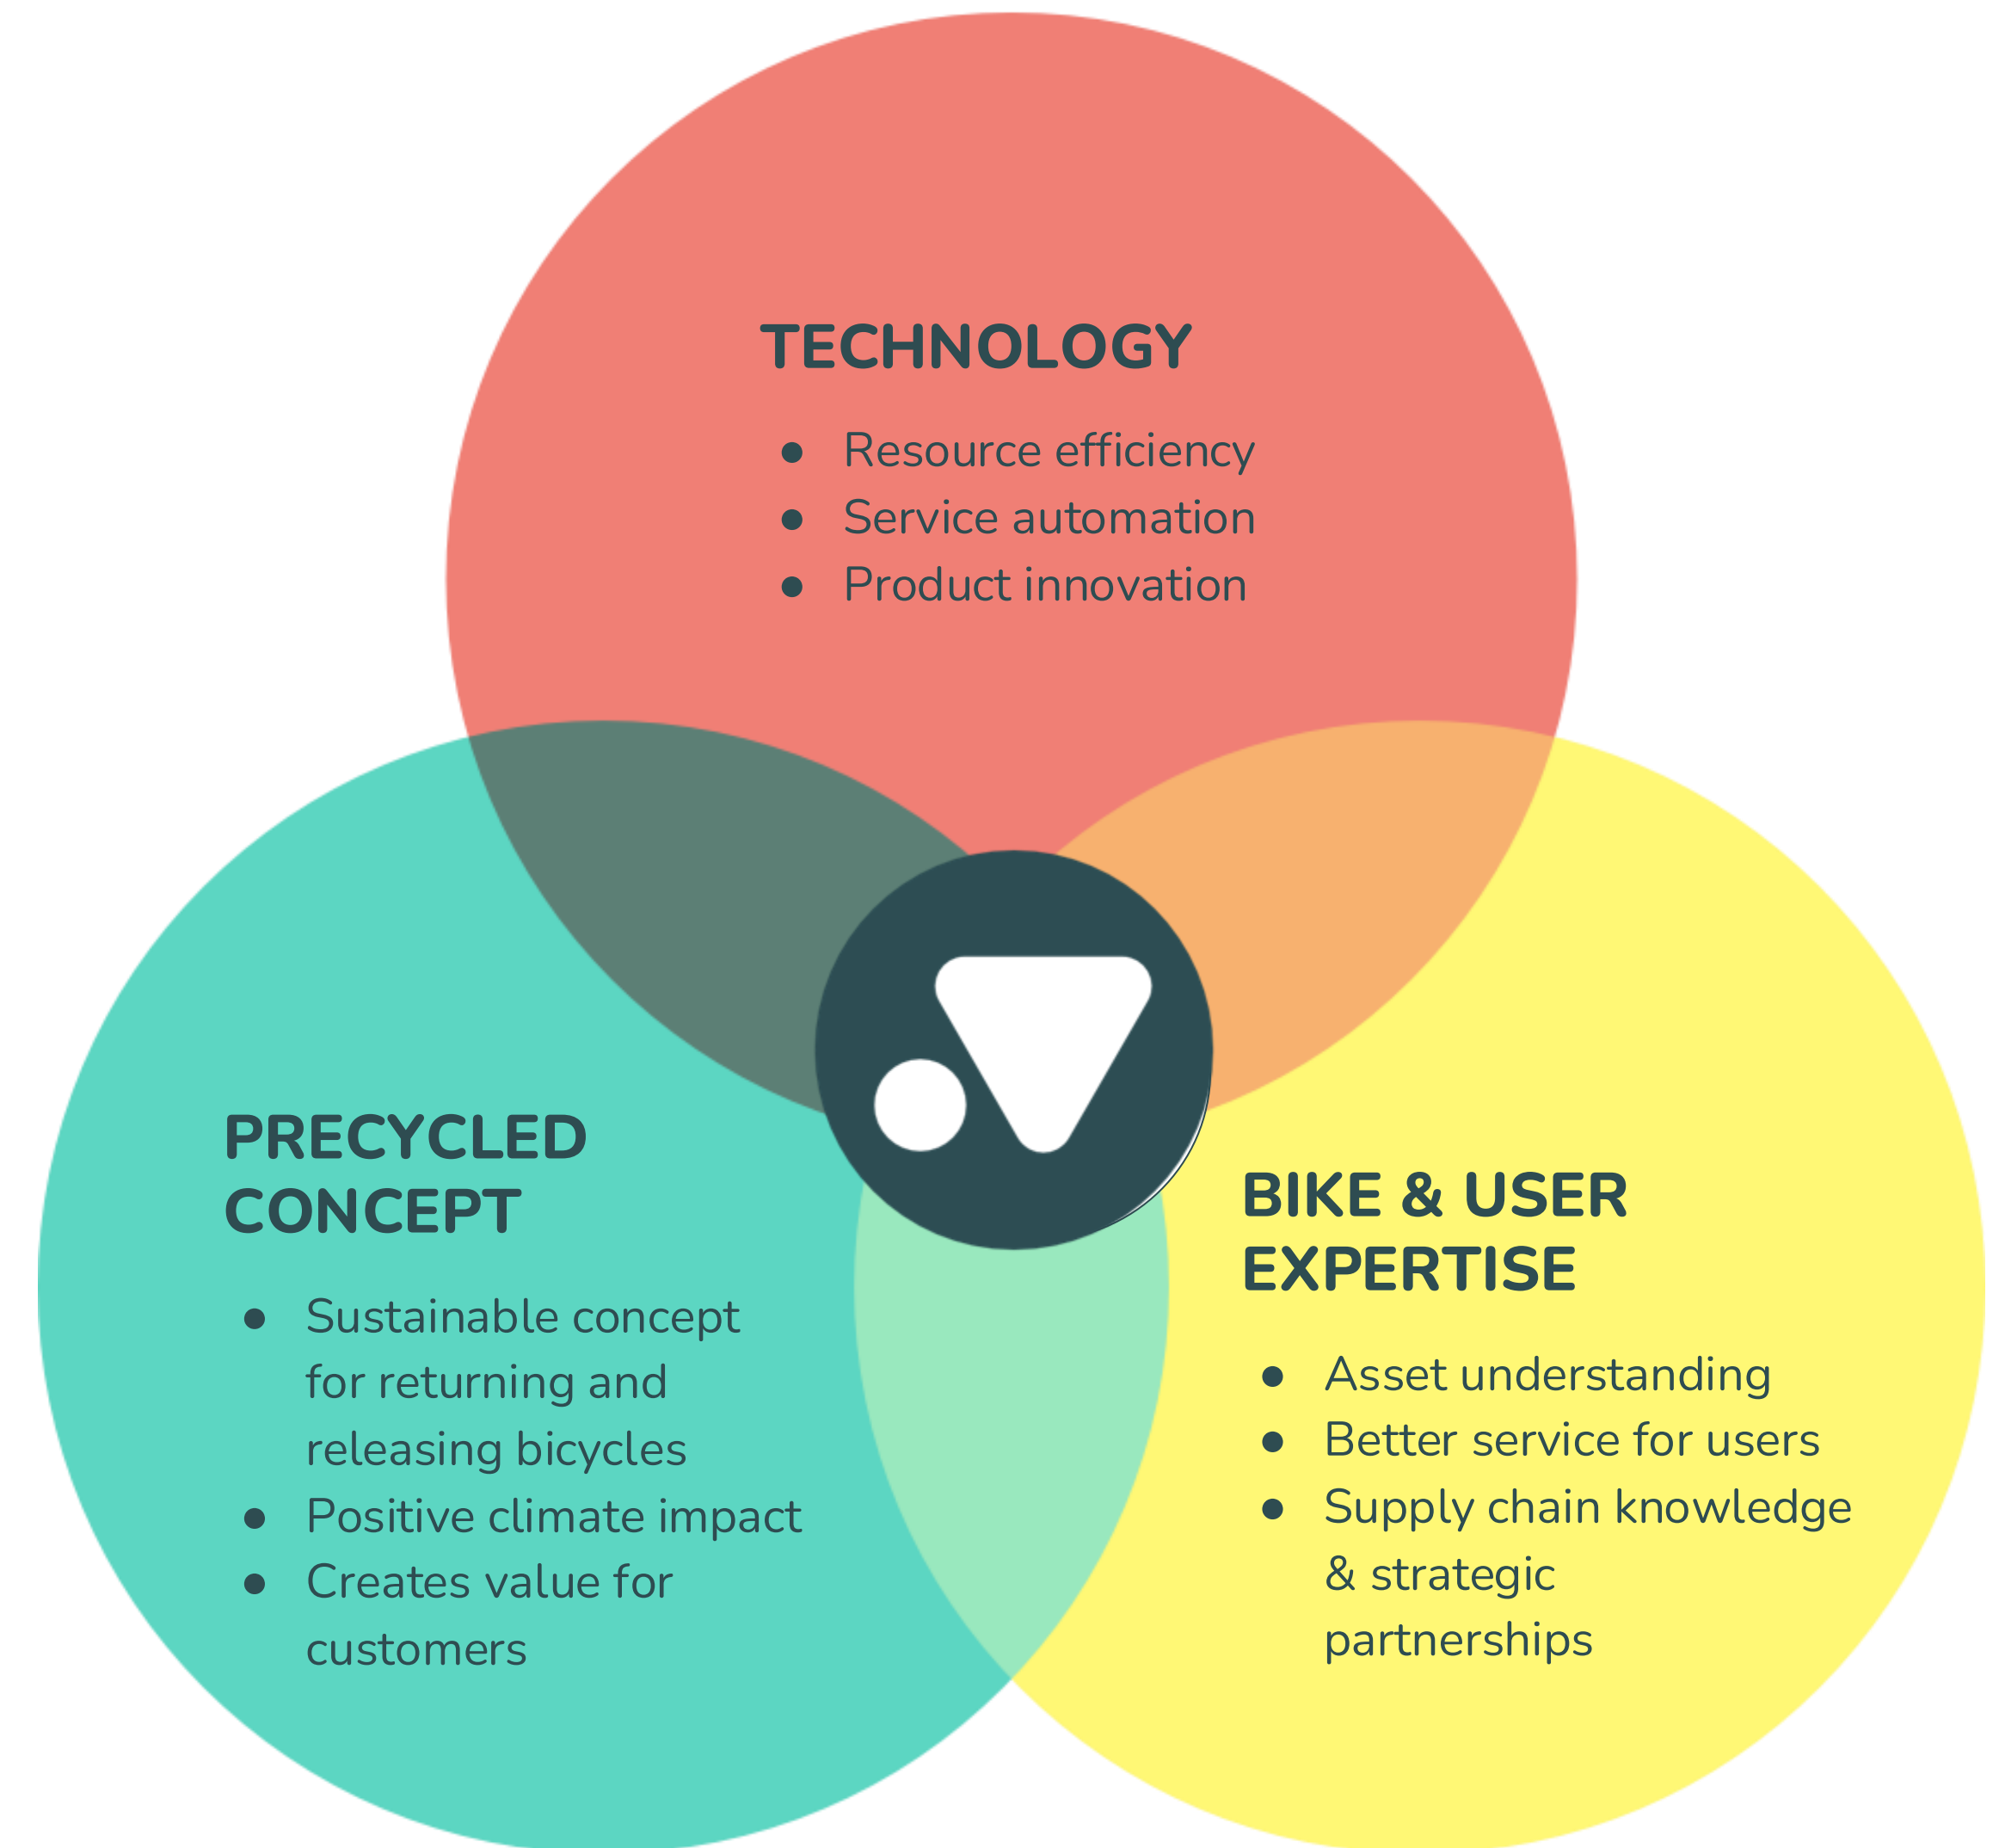 TECHNOLOGY
● Resource efficiency
● Service automation
● Product innovation
PRECYCLED
CONCEPT
● Sustainable concept
for returning and
releasing bicycles
● Positive climate impact
● Creates value for
customers
BIKE & USER
EXPERTISE
● Asset understanding
● Better service for users
● Supply chain knowledge
& strategic
partnerships